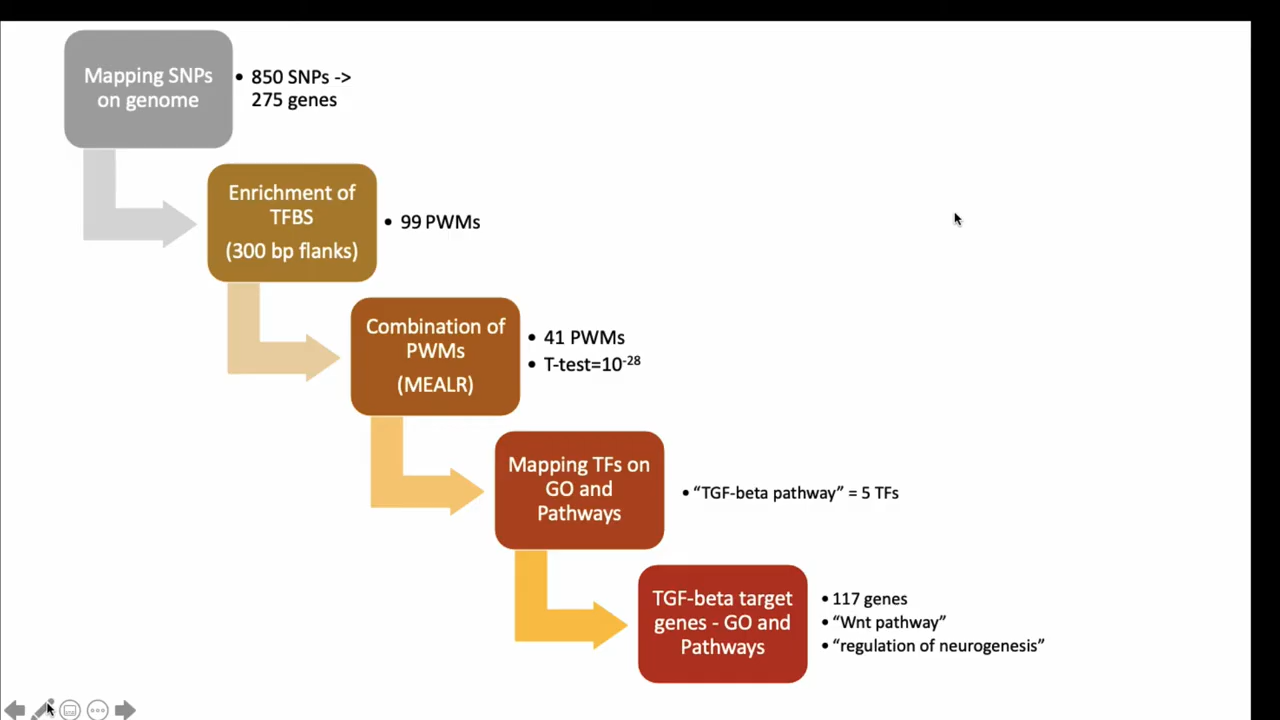 Mapping SNPs
on genome
• 850 SNPs ->
275 genes
Enrichment of
TFBS
(300 bp flanks)
• 99 PWMs
Combination of
PWMs
(MEALR)
• 41 PWMs
• T-test=10⁻²⁸
Mapping TFs on
GO and
Pathways
• “TGF-beta pathway” = 5 TFs
TGF-beta target
genes - GO and
Pathways
• 117 genes
• “Wnt pathway”
• “regulation of neurogenesis”